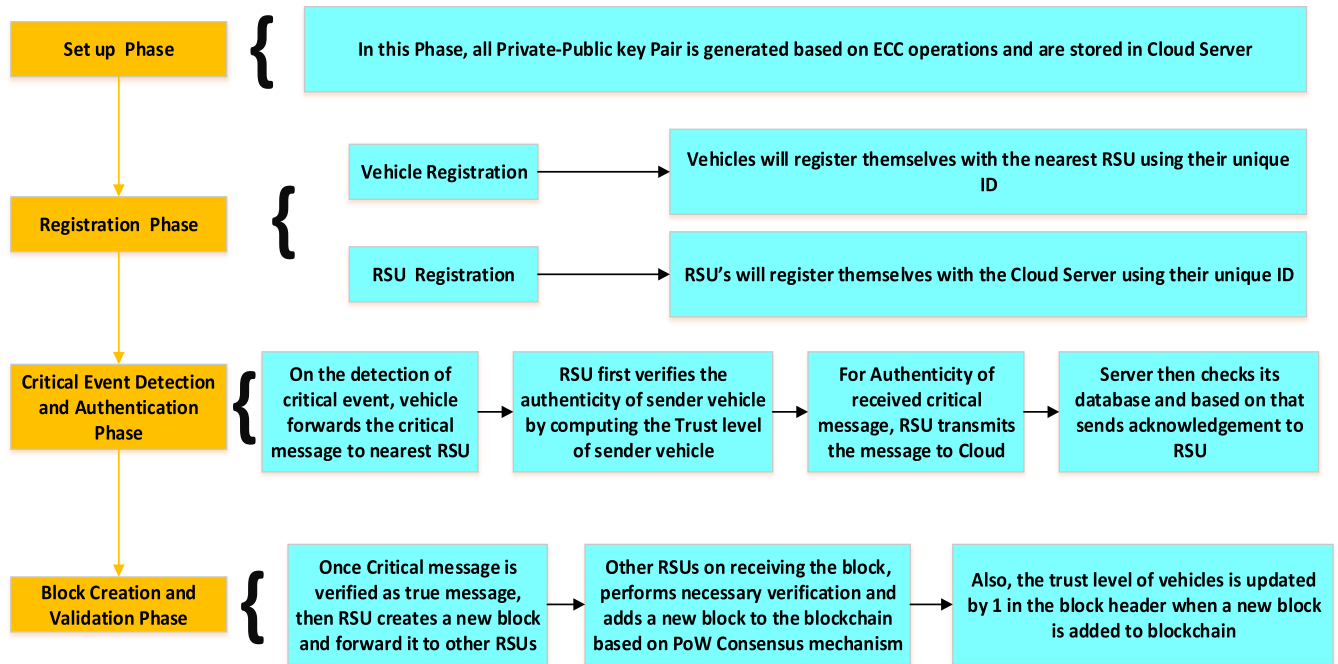 Set up Phase
In this Phase, all Private-Public key Pair is generated based on ECC operations and are stored in Cloud Server
Registration Phase
Vehicle Registration
Vehicles will register themselves with the nearest RSU using their unique
ID
RSU Registration
RSU’s will register themselves with the Cloud Server using their unique ID
Critical Event Detection
and Authentication
Phase
On the detection of
critical event, vehicle
forwards the critical
message to nearest RSU
RSU first verifies the
authenticity of sender vehicle
by computing the Trust level
of sender vehicle
For Authenticity of
received critical
message, RSU transmits
the message to Cloud
Server then checks its
database and based on that
sends acknowledgement to
RSU
Block Creation and
Validation Phase
Once Critical message is
verified as true message,
then RSU creates a new block
and forward it to other RSUs
Other RSUs on receiving the block,
performs necessary verification and
adds a new block to the blockchain
based on PoW Consensus mechanism
Also, the trust level of vehicles is updated
by 1 in the block header when a new block
is added to blockchain